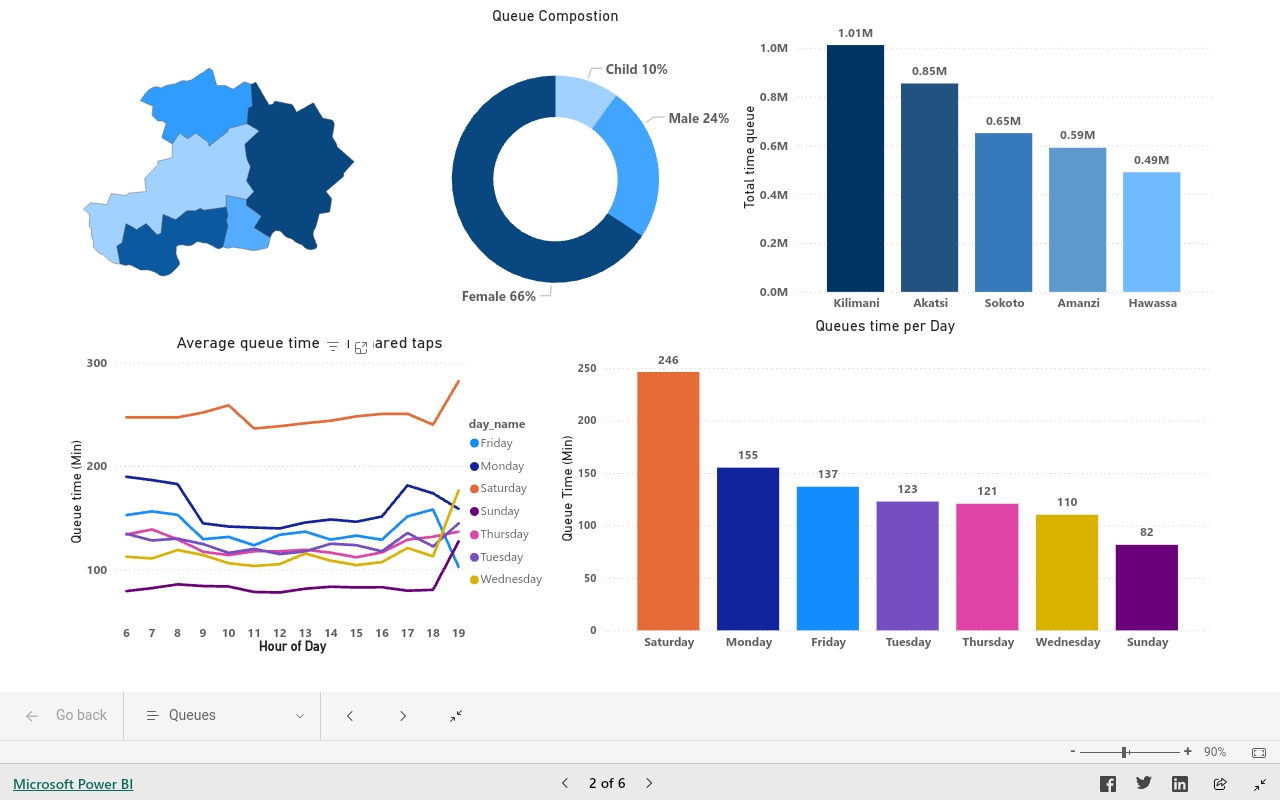 Queue Compostion
Child 10%
Male 24%
Female 66%
Total time queue
1.01M
0.85M
0.65M
0.59M
0.49M
1.0M
0.8M
0.6M
0.4M
0.2M
0.0M
Kilimani Akatsi Sokoto Amanzi Hawassa
Average queue time ared taps
Queue time (Min)
300
200
100
6 7 8 9 10 11 12 13 14 15 16 17 18 19
Hour of Day
day_name
Friday
Monday
Saturday
Sunday
Thursday
Tuesday
Wednesday
Queues time per Day
Queue Time (Min)
250
200
150
100
50
0
246
155
137
123
121
110
82
Saturday Monday Friday Tuesday Thursday Wednesday Sunday
Go back
Queues
- + 90%
Microsoft Power BI
2 of 6